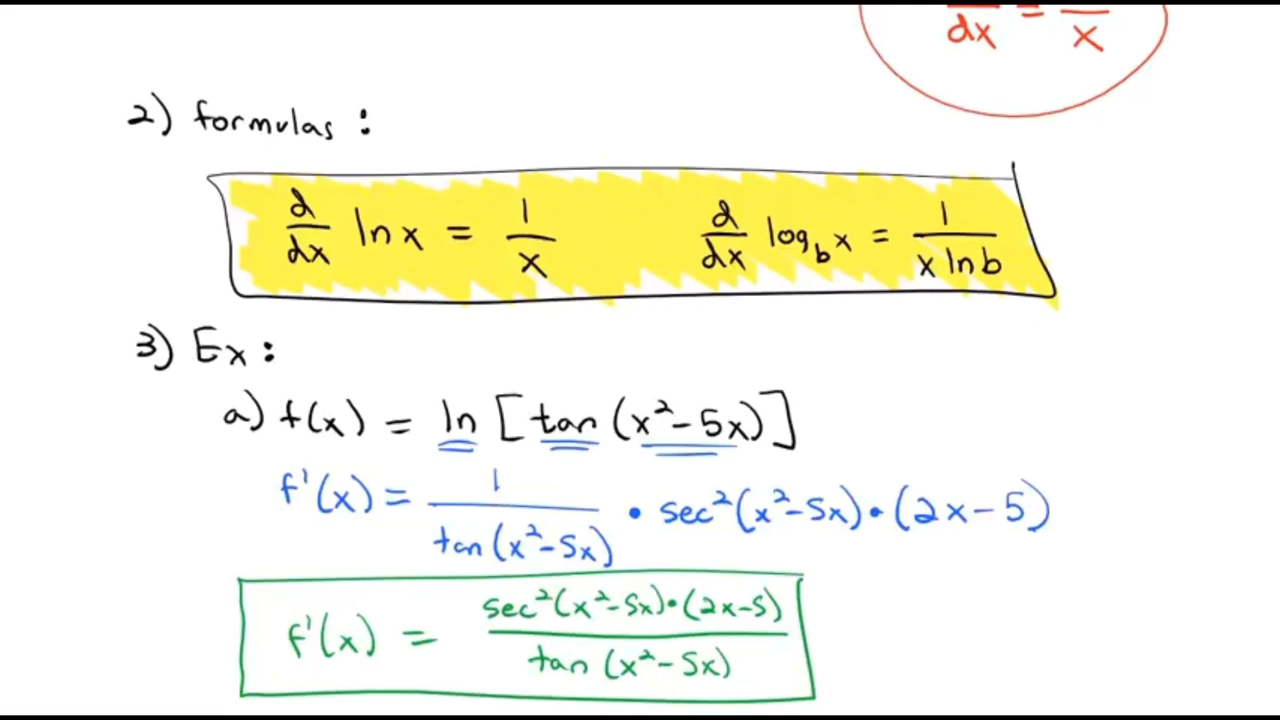 dx = x
2) formulas :
d/dx ln x = 1/x    d/dx log_b x = 1/(x ln b)
3) Ex :
a) f(x) = ln [tan (x² - 5x)]
f'(x) = 1/tan(x² - 5x) • sec²(x² - 5x) • (2x - 5)
f'(x) = sec²(x² - 5x) • (2x - 5)/tan (x² - 5x)